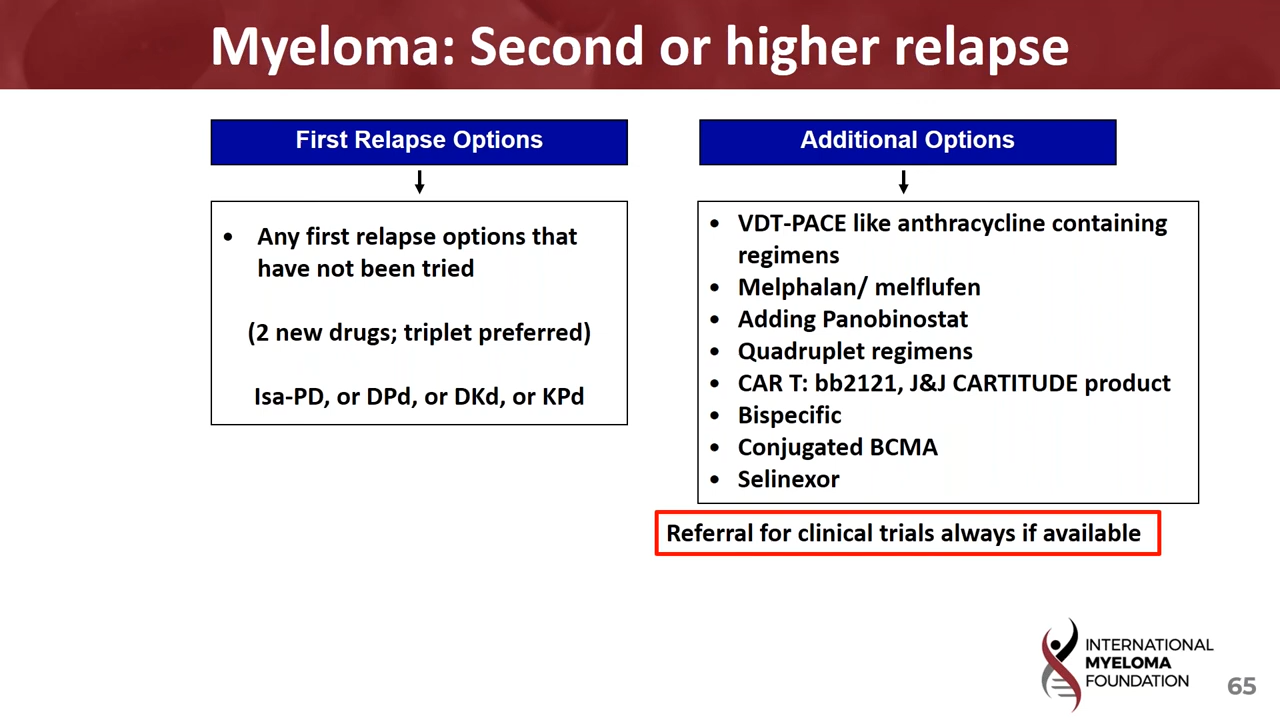 Myeloma: Second or higher relapse
First Relapse Options
• Any first relapse options that
have not been tried
(2 new drugs; triplet preferred)
Isa-PD, or DPd, or DKd, or KPd
Additional Options
• VDT-PACE like anthracycline containing
regimens
• Melphalan/ melflufen
• Adding Panobinostat
• Quadruplet regimens
• CAR T: bb2121, J&J CARTITUDE product
• Bispecific
• Conjugated BCMA
• Selinexor
Referral for clinical trials always if available
INTERNATIONAL
MYELOMA
FOUNDATION
65